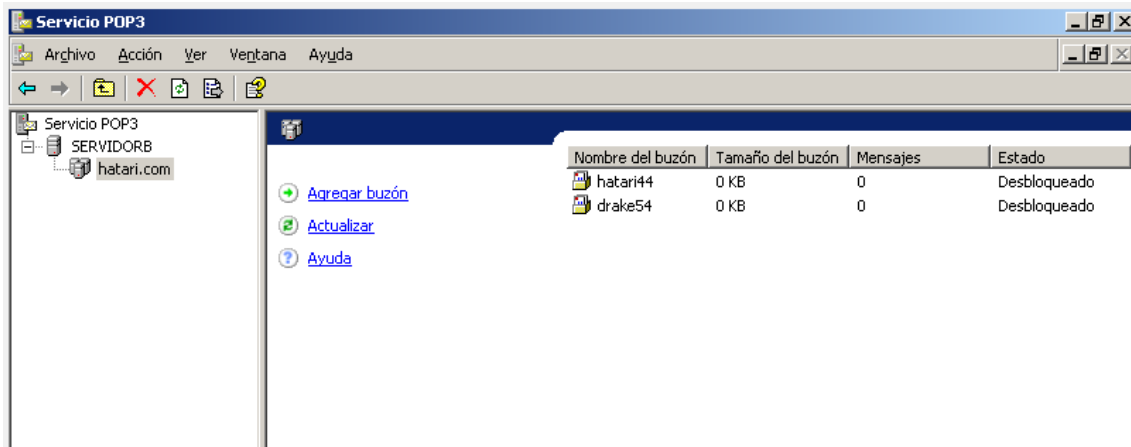 Servicio POP3
Archivo Acción Ver Ventana Ayuda
Servicio POP3
SERVIDORB
hatari.com
Agregar buzón
Actualizar
Ayuda
Nombre del buzón Tamaño del buzón Mensajes Estado
hatari44 0 KB 0 Desbloqueado
drake54 0 KB 0 Desbloqueado